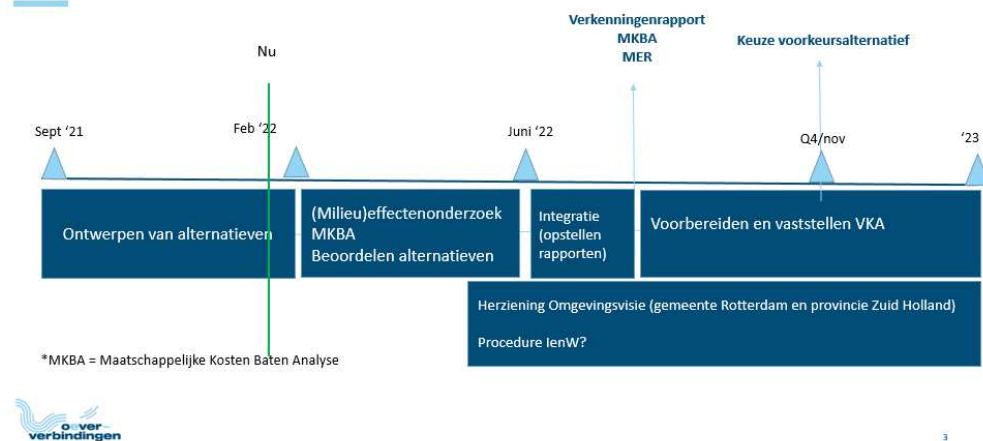 Verkenningenrapport
MKBA
MER
Keuze voorkeursalternatief
Nu
Sept ‘21
Feb ‘22
Juni ‘22
Q4/nov
‘23
Ontwerpen van alternatieven
(Milieu)effectenonderzoek
MKBA
Beoordelen alternatieven
Integratie
(opstellen
rapporten)
Voorbereiden en vaststellen VKA
Herziening Omgevingsvisie (gemeente Rotterdam en provincie Zuid Holland)
Procedure IenW?
*MKBA = Maatschappelijke Kosten Baten Analyse
oever
verbindingen
3